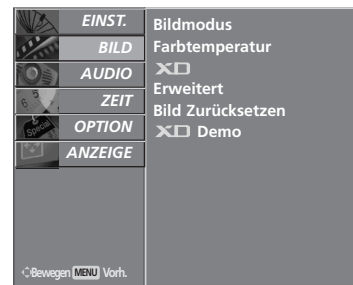 EINST.
BILD
AUDIO
ZEIT
OPTION
ANZEIGE
Bewegen MENU Vorh.
Bildmodus
Farbtemperatur
XD
Erweitert
Bild Zurücksetzen
XD Demo